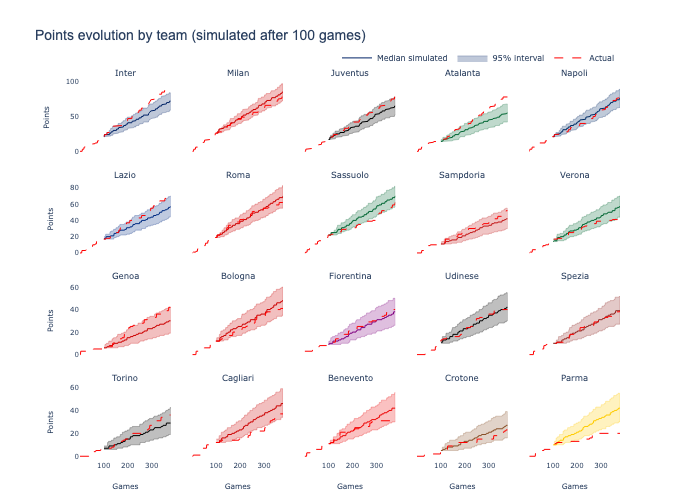 Points evolution by team (simulated after 100 games)
Median simulated 95% interval Actual
Inter Milan Juventus Atalanta Napoli
100
50
0
Points
Lazio Roma Sassuolo Sampdoria Verona
80
60
40
20
0
Points
Genoa Bologna Fiorentina Udinese Spezia
60
40
20
0
Points
Torino Cagliari Benevento Crotone Parma
60
40
20
0
Points
100 200 300 100 200 300 100 200 300 100 200 300 100 200 300
Games Games Games Games Games